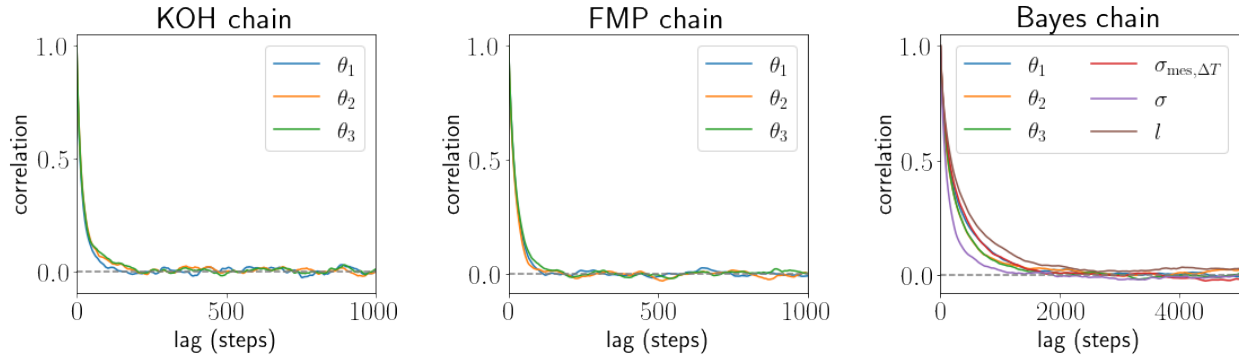 KOH chain
1.0
0.5
0.0
correlation
θ₁
θ₂
θ₃
0 500 1000
lag (steps)
FMP chain
1.0
0.5
0.0
correlation
θ₁
θ₂
θ₃
0 500 1000
lag (steps)
Bayes chain
1.0
0.5
0.0
correlation
θ₁ σ_mes,ΔT
θ₂ σ
θ₃ l
0 2000 4000
lag (steps)